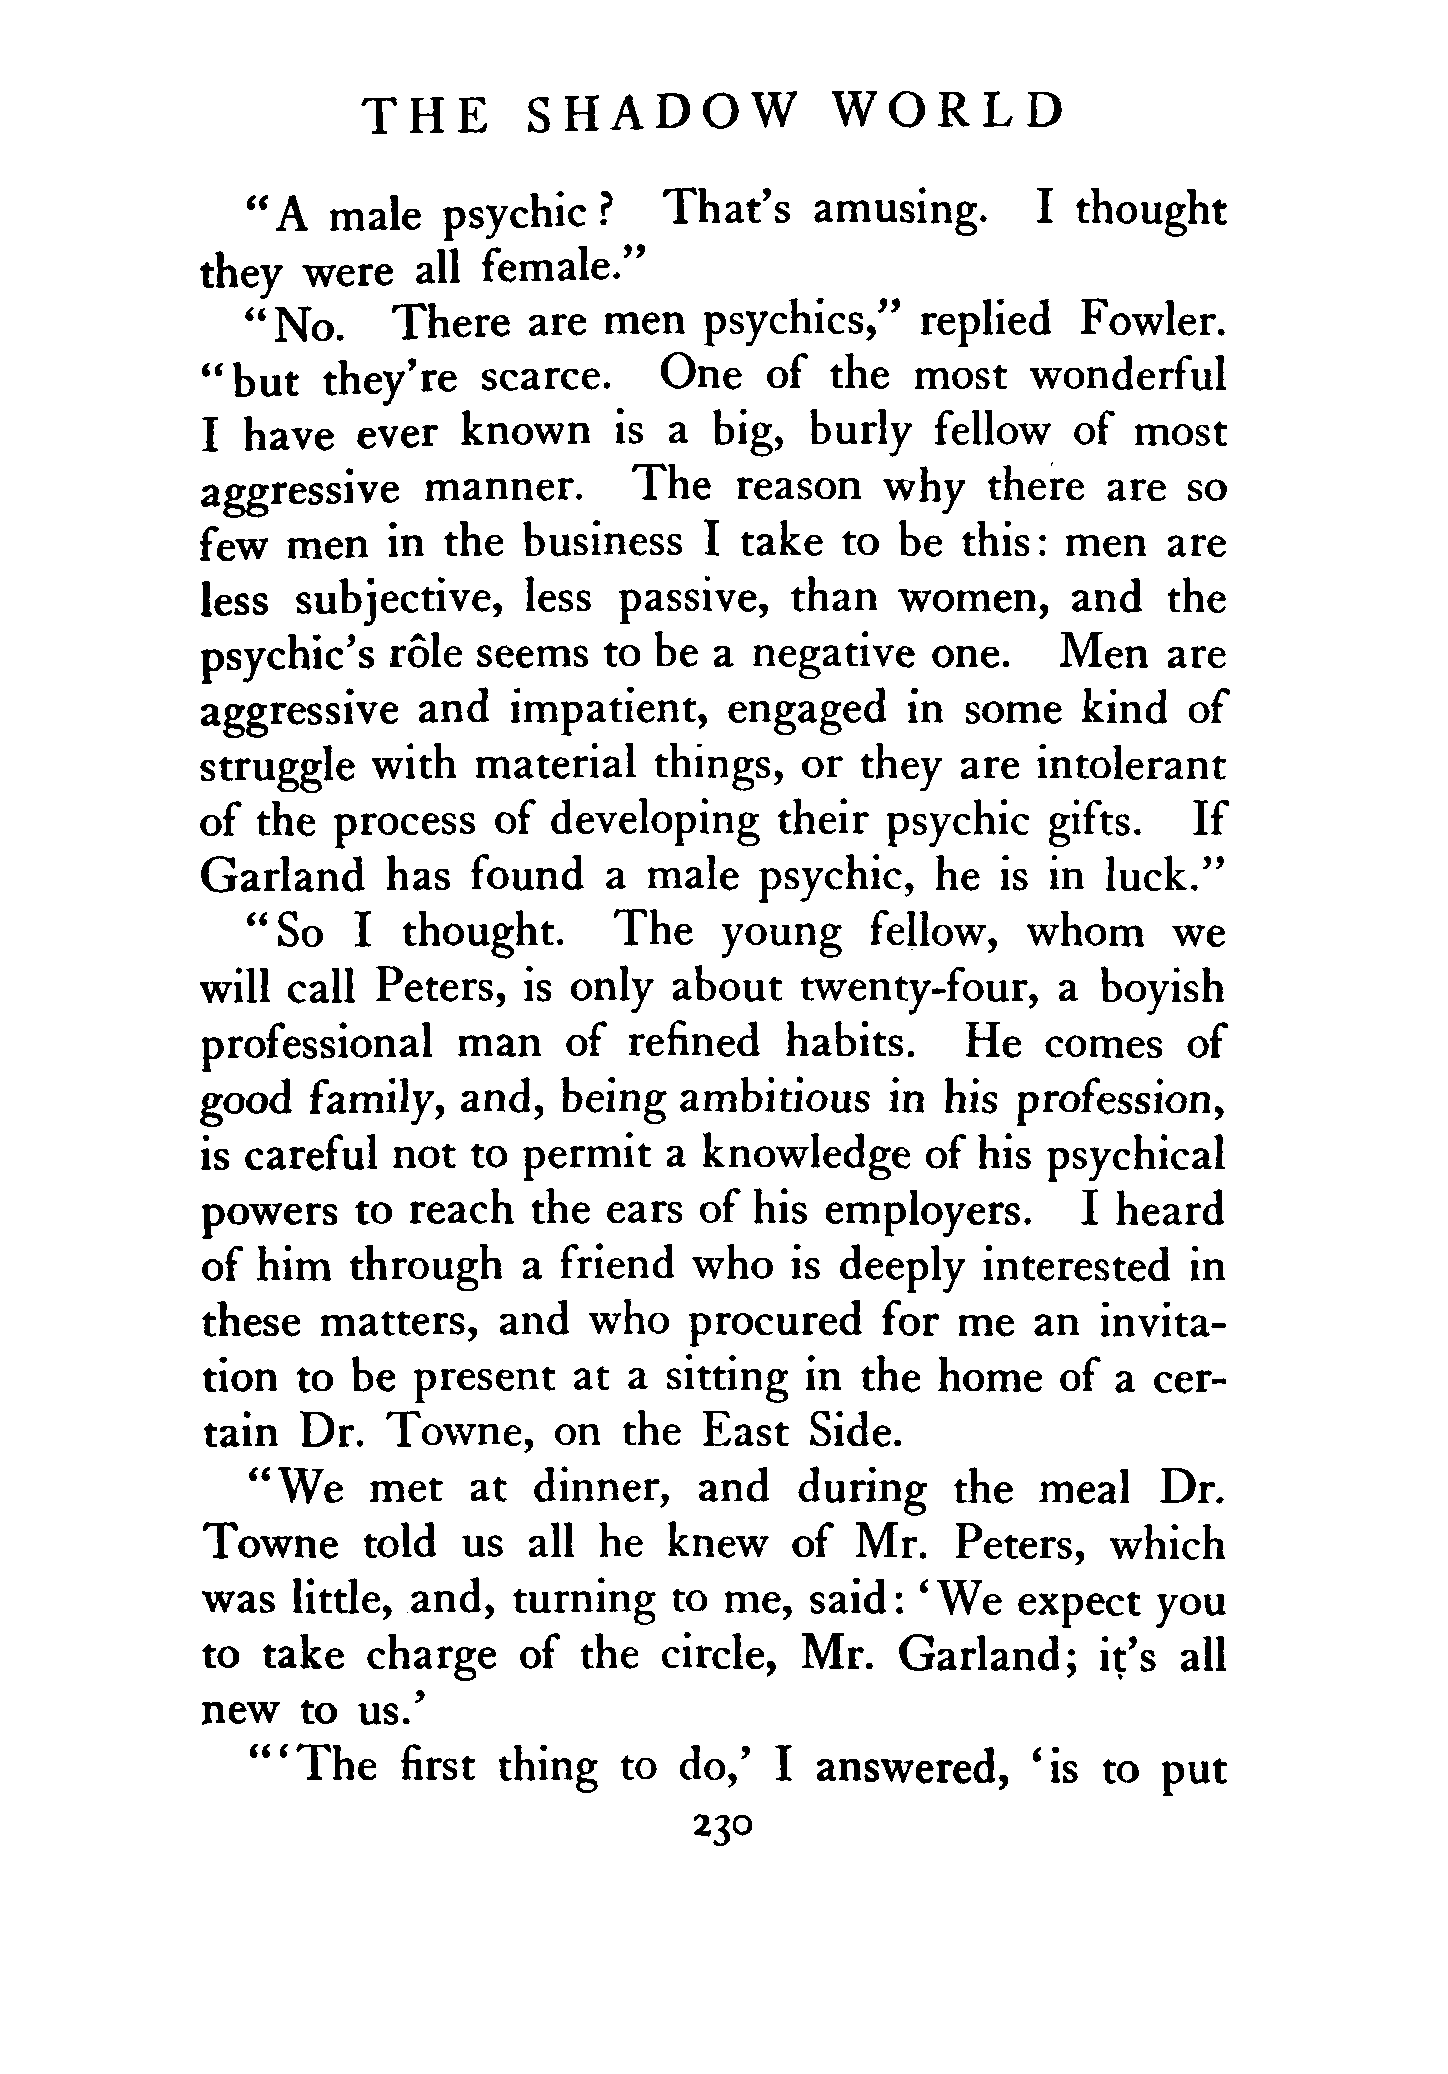 THE SHADOW WORLD
"A male psychic? That's amusing. I thought
they were all female."
"No. There are men psychics," replied Fowler.
"but they're scarce. One of the most wonderful
I have ever known is a big, burly fellow of most
aggressive manner. The reason why there are so
few men in the business I take to be this: men are
less subjective, less passive, than women, and the
psychic's rôle seems to be a negative one. Men are
aggressive and impatient, engaged in some kind of
struggle with material things, or they are intolerant
of the process of developing their psychic gifts. If
Garland has found a male psychic, he is in luck."
"So I thought. The young fellow, whom we
will call Peters, is only about twenty-four, a boyish
professional man of refined habits. He comes of
good family, and, being ambitious in his profession,
is careful not to permit a knowledge of his psychical
powers to reach the ears of his employers. I heard
of him through a friend who is deeply interested in
these matters, and who procured for me an invita-
tion to be present at a sitting in the home of a cer-
tain Dr. Towne, on the East Side.
"We met at dinner, and during the meal Dr.
Towne told us all he knew of Mr. Peters, which
was little, and, turning to me, said: 'We expect you
to take charge of the circle, Mr. Garland; it's all
new to us.'
"'The first thing to do,' I answered, 'is to put
230